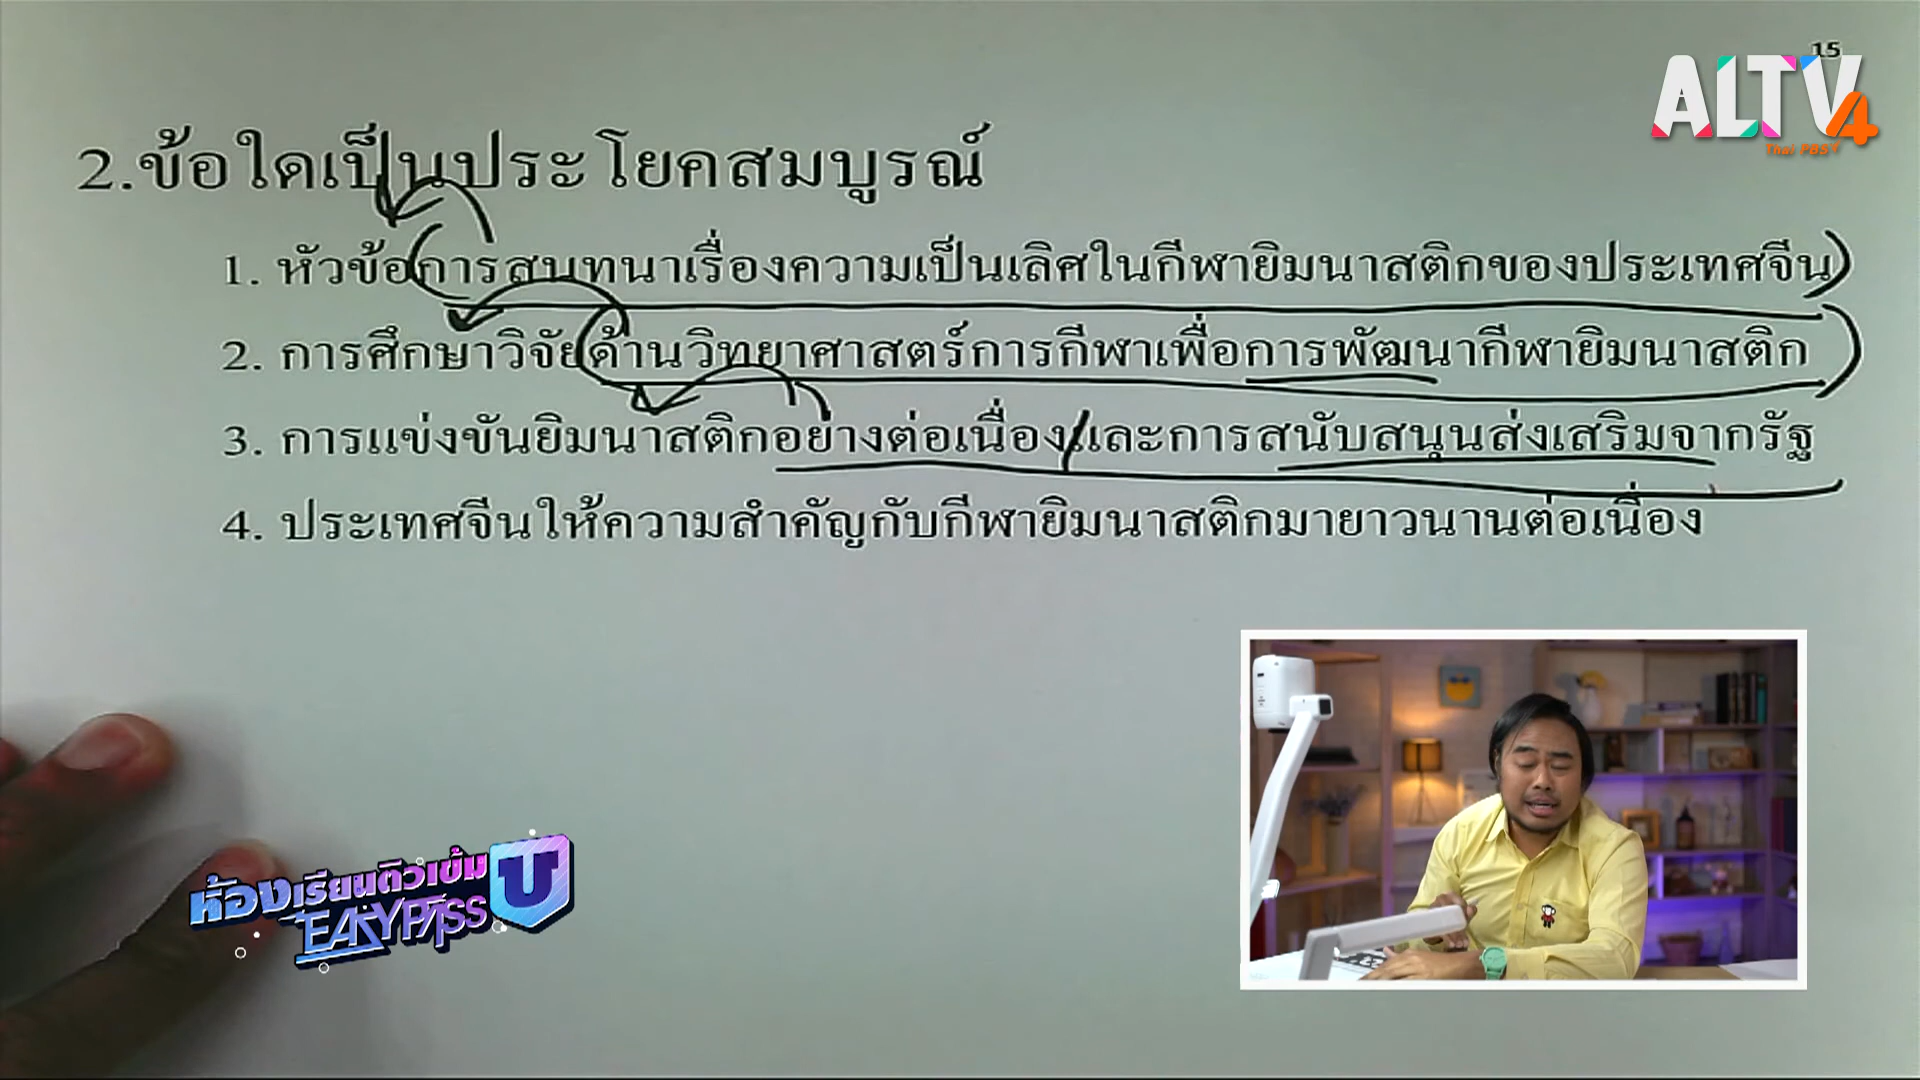 15
ALTV4
Thai PBS
2.ข้อใดเป็นประโยคสมบูรณ์
1. หัวข้อการสนทนาเรื่องความเป็นเลิศในกีฬายิมนาสติกของประเทศจีน
2. การศึกษาวิจัยด้านวิทยาศาสตร์การกีฬาเพื่อการพัฒนากีฬายิมนาสติก
3. การแข่งขันยิมนาสติกอย่างต่อเนื่องและการสนับสนุนส่งเสริมจากรัฐ
4. ประเทศจีนให้ความสำคัญกับกีฬายิมนาสติกมายาวนานต่อเนื่อง
ห้องเรียนติวเข้ม
EASY PASS U